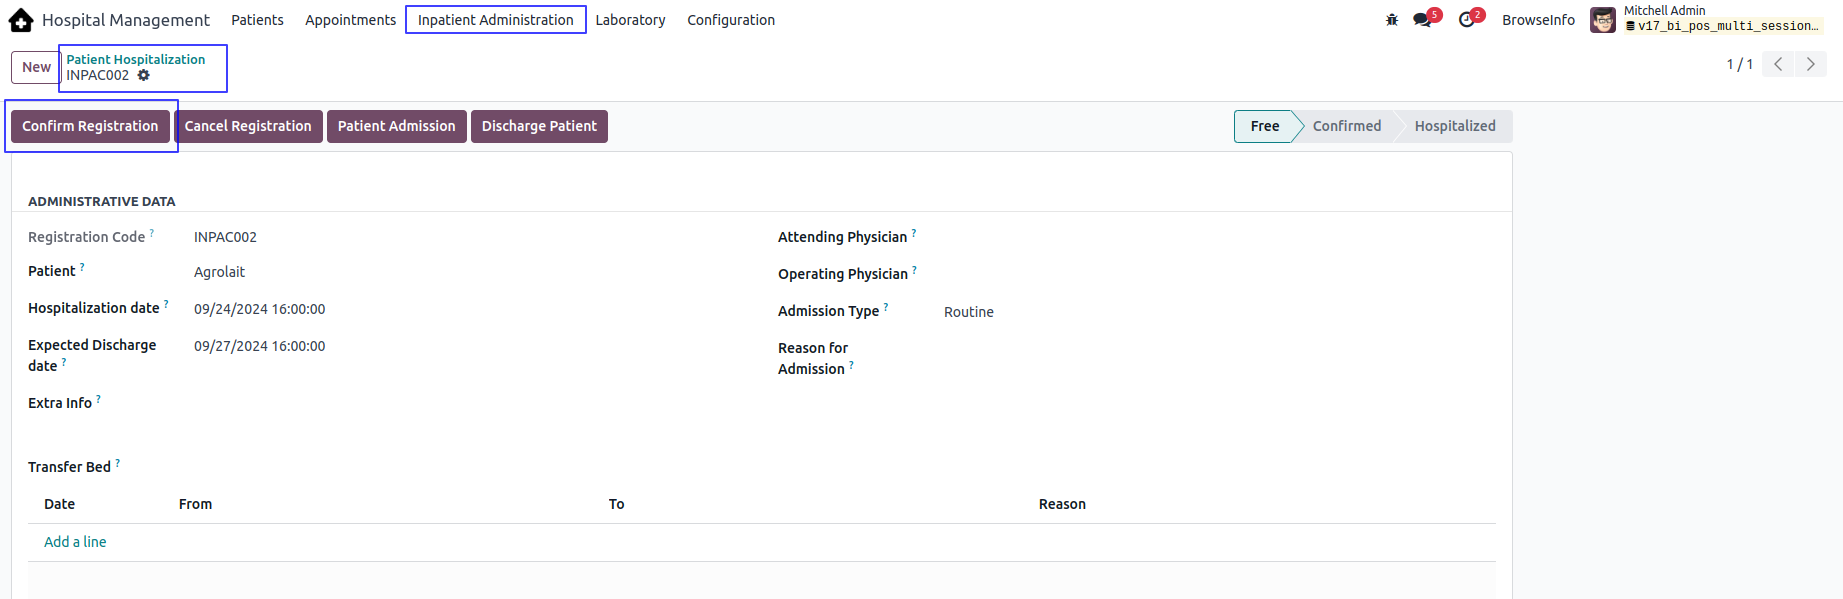 Hospital Management Patients Appointments Inpatient Administration Laboratory Configuration 5 2 BrowseInfo Mitchell Admin
v17_bi_pos_multi_session...
New Patient Hospitalization
INPAC002
1 / 1
Confirm Registration Cancel Registration Patient Admission Discharge Patient Free Confirmed Hospitalized
ADMINISTRATIVE DATA
Registration Code ? INPAC002
Patient ? Agrolait
Hospitalization date ? 09/24/2024 16:00:00
Expected Discharge date ? 09/27/2024 16:00:00
Extra Info ?
Attending Physician ?
Operating Physician ?
Admission Type ? Routine
Reason for
Admission ?
Transfer Bed ?
Date From To Reason
Add a line